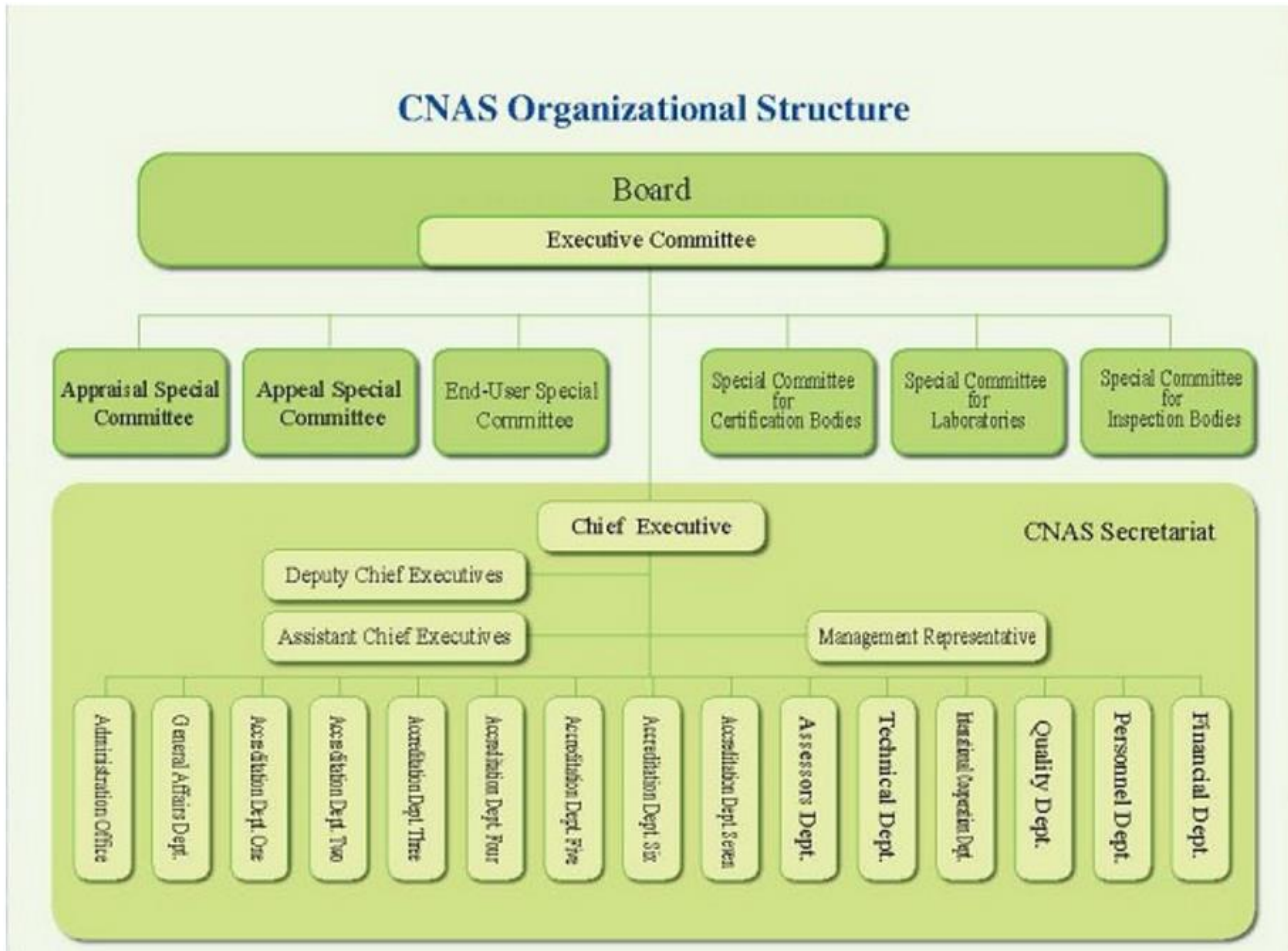 CNAS Organizational Structure
Board
Executive Committee
Appraisal Special
Committee
Appeal Special
Committee
End-User Special
Committee
Special Committee
for
Certification Bodies
Special Committee
for
Laboratories
Special Committee
for
Inspection Bodies
Chief Executive
CNAS Secretariat
Deputy Chief Executives
Assistant Chief Executives
Management Representative
Administration Office
General Affairs Dept.
Accreditation Dept. One
Accreditation Dept. Two
Accreditation Dept. Three
Accreditation Dept. Four
Accreditation Dept. Five
Accreditation Dept. Six
Accreditation Dept. Seven
Assessors Dept.
Technical Dept.
International Cooperation Dept.
Quality Dept.
Personnel Dept.
Financial Dept.